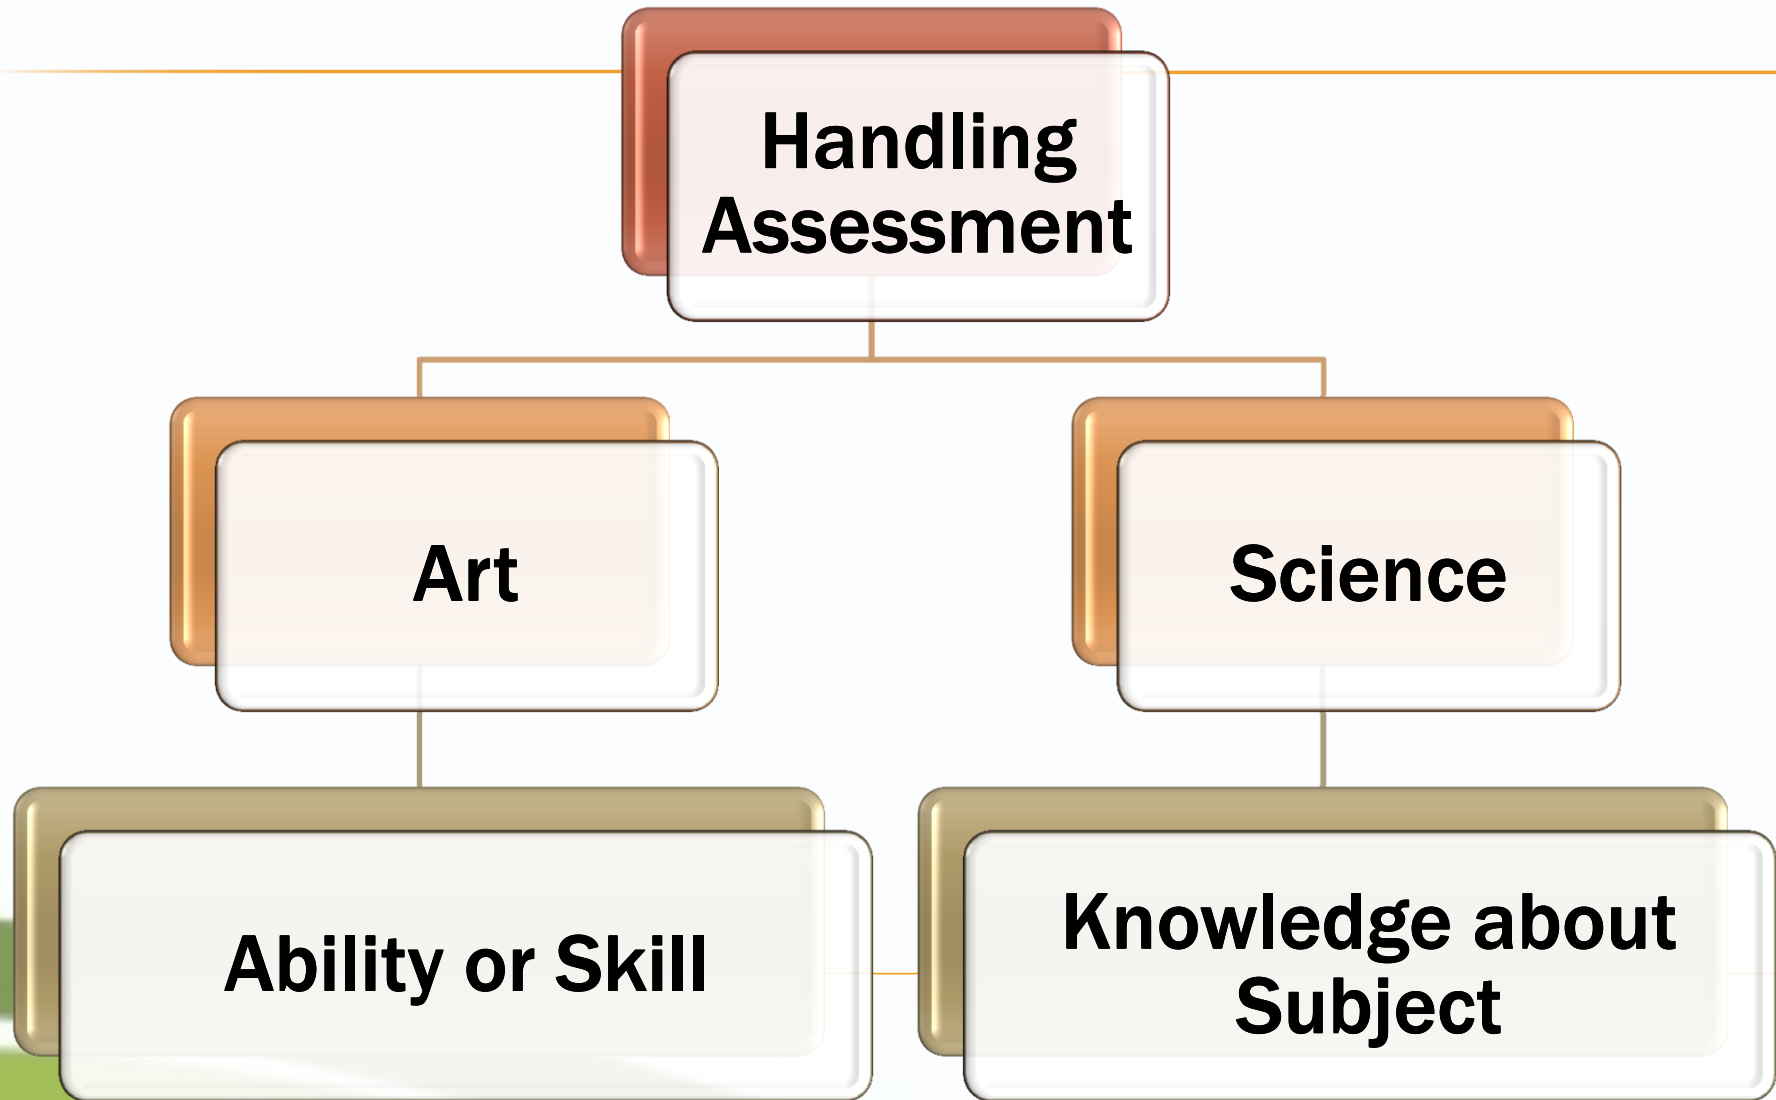 Handling
Assessment
Art
Science
Ability or Skill
Knowledge about
Subject